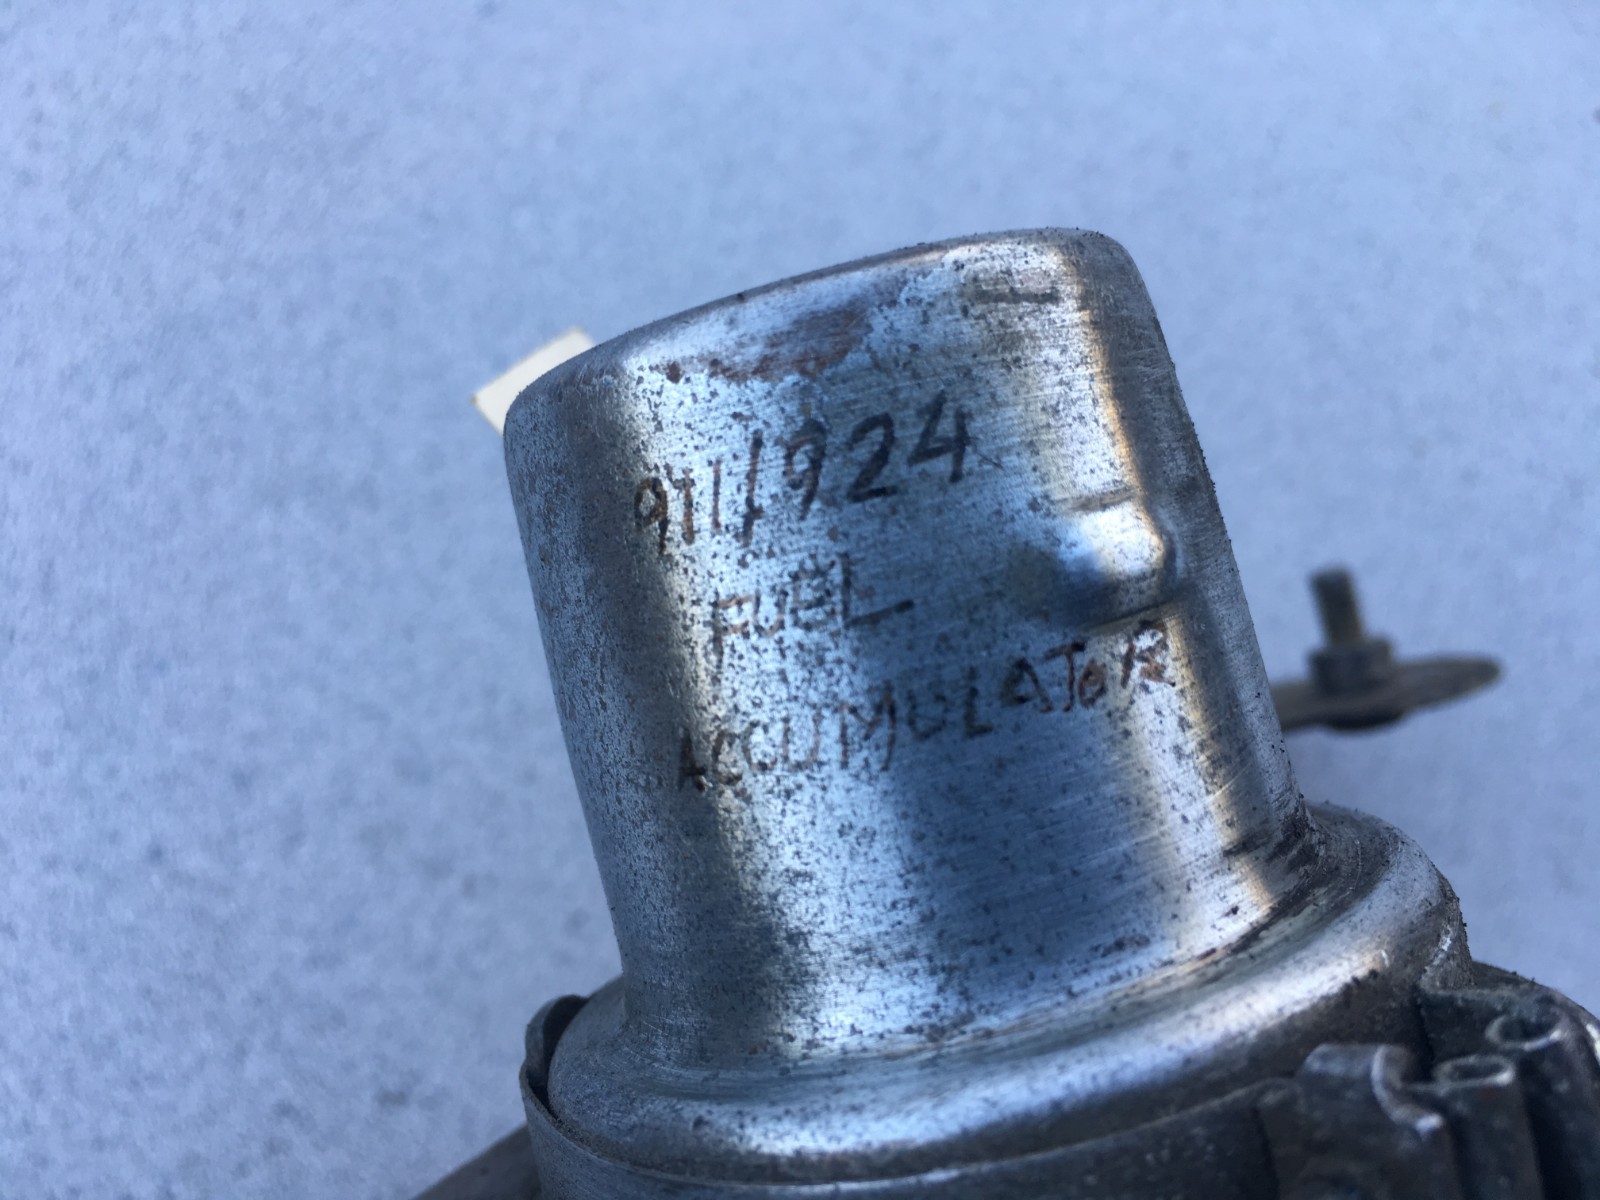 911/924
FUEL
ACCUMULATOR